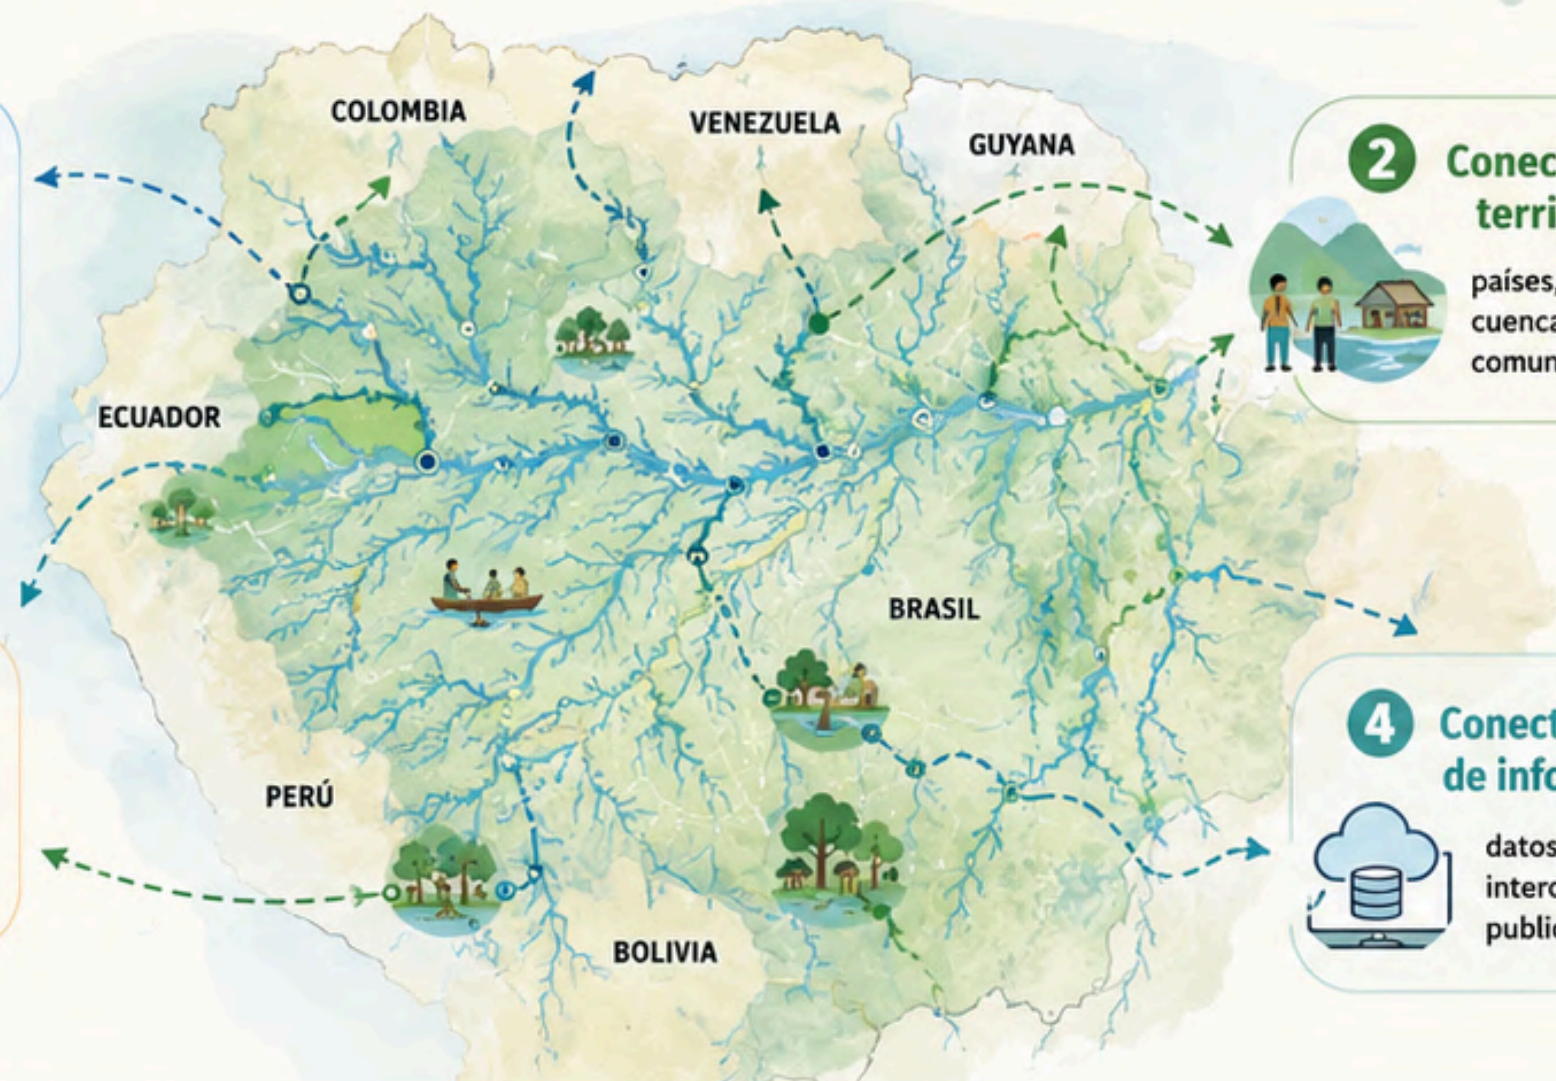 COLOMBIA
VENEZUELA
GUYANA
ECUADOR
BRASIL
PERÚ
BOLIVIA
2 Conec
terri
países,
cuenca
comun
4 Conect
de info
datos
interc
public